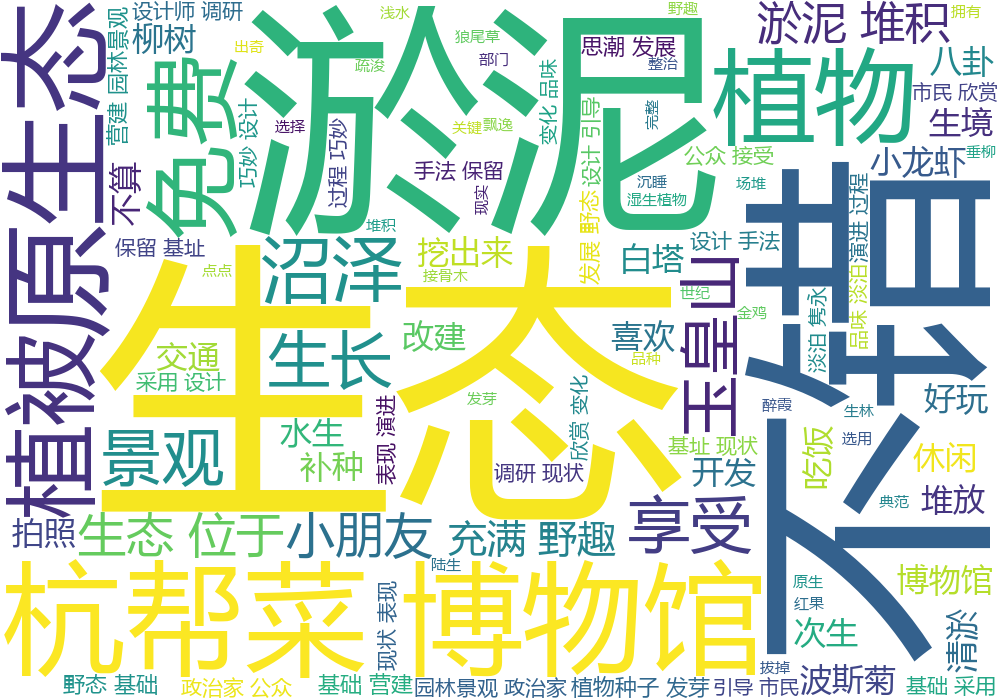 设计师 调研
浅水
野趣
拥有
柳树
出奇
狼尾草
思潮 发展
淤泥 堆积
疏浚
部门
整治
八卦
淤泥
植物
市民 欣赏
植被原生态
营建 园林景观
免费
巧妙 设计
选择
过程 巧妙
关键
飘逸
变化 品味
设计 引导
完整
生境
公众 接受
小龙虾
垂柳
不算
手法 保留
现实
沉睡
场堆
湿生植物
堆积
发展 野态
保留 基址
沼泽
挖出来
白塔
设计 手法
演进 过程
不错
点点
接骨木
世纪
玉皇山
金鸡
淡泊 隽永
品味 淡泊
生态
交通
采用 设计
生长
改建
喜欢
品种
发芽
好玩
景观
水生
补种
表现 演进
欣赏 变化
调研 现状
基址 现状
开发
醉霞
生林
选用
吃饭
休闲
典范
堆放
拍照
生态 位于
小朋友
充满 野趣
享受
陆生
杭帮菜
博物馆
现状 表现
原生
红果
博物馆
次生
清淤
野态 基础
政治家 公众
基础 营建
园林景观 政治家
植物种子 发芽
引导 市民
拔掉
波斯菊
基础 采用